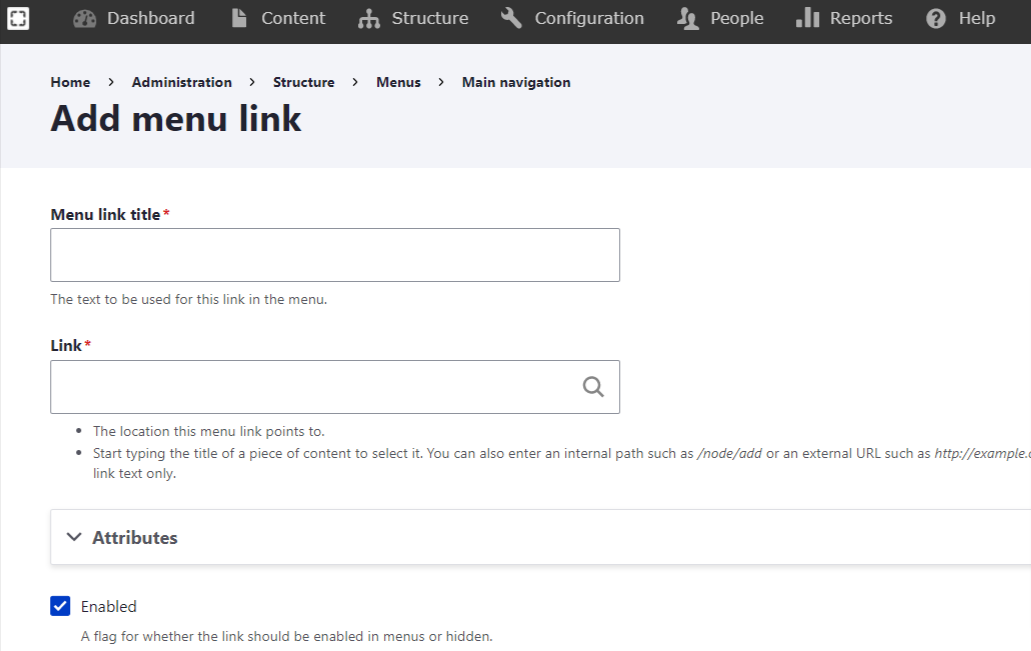 Dashboard Content Structure Configuration People Reports Help
Home > Administration > Structure > Menus > Main navigation
Add menu link
Menu link title*
The text to be used for this link in the menu.
Link*
• The location this menu link points to.
• Start typing the title of a piece of content to select it. You can also enter an internal path such as /node/add or an external URL such as
link text only.
Attributes
Enabled
A flag for whether the link should be enabled in menus or hidden.